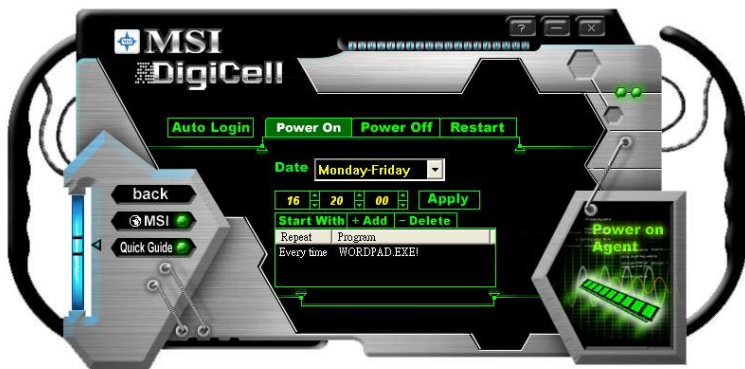 MSI
DigiCell
?
Auto Login
Power On
Power Off
Restart
Date
Monday-Friday
16
20
00
Apply
Start With
+ Add
- Delete
Repeat
Program
Every time
WORDPAD.EXE!
back
MSI
Quick Guide
Power on
Agent